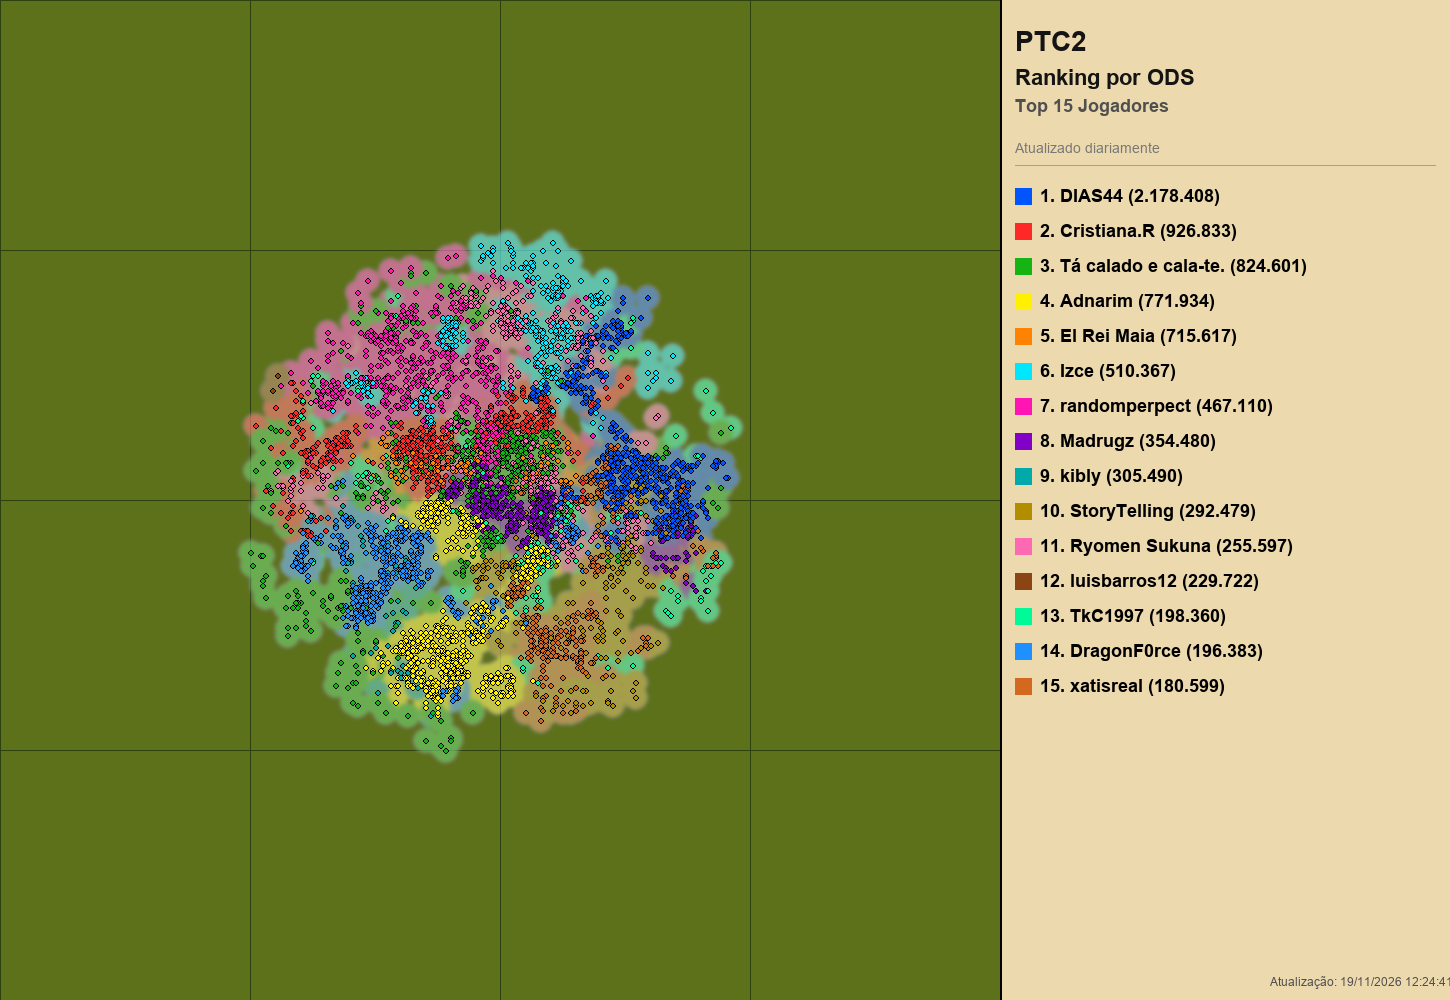 PTC2
Ranking por ODS
Top 15 Jogadores
Atualizado diariamente
1. DIAS44 (2.178.408)
2. Cristiana.R (926.833)
3. Tá calado e cala-te. (824.601)
4. Adnarim (771.934)
5. El Rei Maia (715.617)
6. Izce (510.367)
7. randomperpect (467.110)
8. Madrugz (354.480)
9. kibly (305.490)
10. StoryTelling (292.479)
11. Ryomen Sukuna (255.597)
12. luisbarros12 (229.722)
13. TkC1997 (198.360)
14. DragonF0rce (196.383)
15. xatisreal (180.599)
Atualização: 19/11/2026 12:24:41